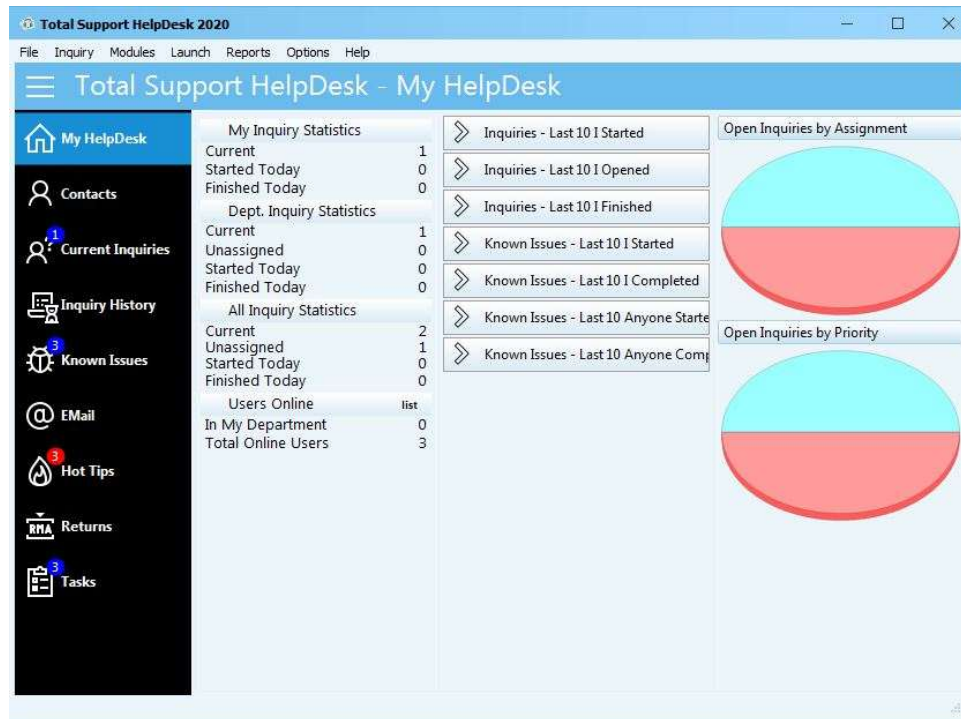 Total Support HelpDesk 2020
File Inquiry Modules Launch Reports Options Help
Total Support HelpDesk - My HelpDesk
My HelpDesk
Contacts
1
Current Inquiries
Inquiry History
3
Known Issues
EMail
3
Hot Tips
RMA Returns
3
Tasks
My Inquiry Statistics
Current 1
Started Today 0
Finished Today 0
Dept. Inquiry Statistics
Current 1
Unassigned 0
Started Today 0
Finished Today 0
All Inquiry Statistics
Current 2
Unassigned 1
Started Today 0
Finished Today 0
Users Online list
In My Department 0
Total Online Users 3
Inquiries - Last 10 I Started
Inquiries - Last 10 I Opened
Inquiries - Last 10 I Finished
Known Issues - Last 10 I Started
Known Issues - Last 10 I Completed
Known Issues - Last 10 Anyone Starte
Known Issues - Last 10 Anyone Comp
Open Inquiries by Assignment
Open Inquiries by Priority